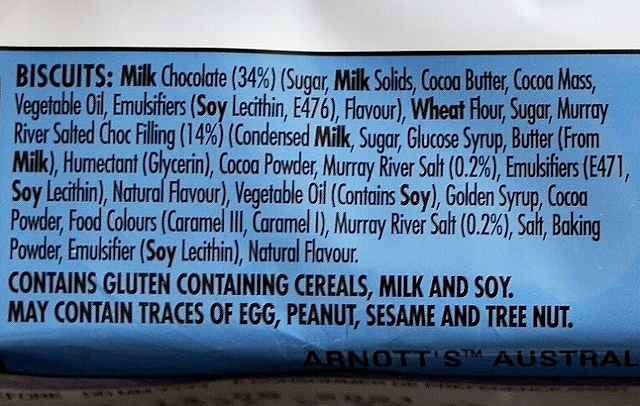 BISCUITS: Milk Chocolate (34%) (Sugar, Milk Solids, Cocoa Butter, Cocoa Mass,
Vegetable Oil, Emulsifiers (Soy Lecithin, E476), Flavour), Wheat Flour, Sugar, Murray
River Salted Choc Filling (14%) (Condensed Milk, Sugar, Glucose Syrup, Butter (From
Milk), Humectant (Glycerin), Cocoa Powder, Murray River Salt (0.2%), Emulsifiers (E471,
Soy Lecithin), Natural Flavour), Vegetable Oil (Contains Soy), Golden Syrup, Cocoa
Powder, Food Colours (Caramel III, Caramel I), Murray River Salt (0.2%), Salt, Baking
Powder, Emulsifier (Soy Lecithin), Natural Flavour.
CONTAINS GLUTEN CONTAINING CEREALS, MILK AND SOY.
MAY CONTAIN TRACES OF EGG, PEANUT, SESAME AND TREE NUT.
ARNOTT'S™ AUSTRAL